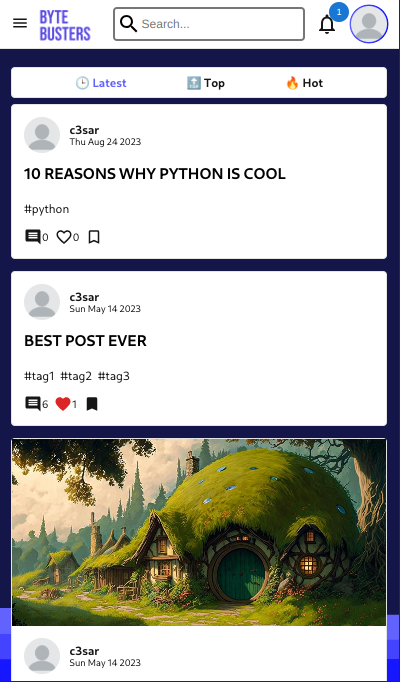 BYTE
BUSTERS
Search...
1
Latest
Top
Hot
c3sar
Thu Aug 24 2023
10 REASONS WHY PYTHON IS COOL
#python
0
0
c3sar
Sun May 14 2023
BEST POST EVER
#tag1 #tag2 #tag3
6
1
c3sar
Sun May 14 2023